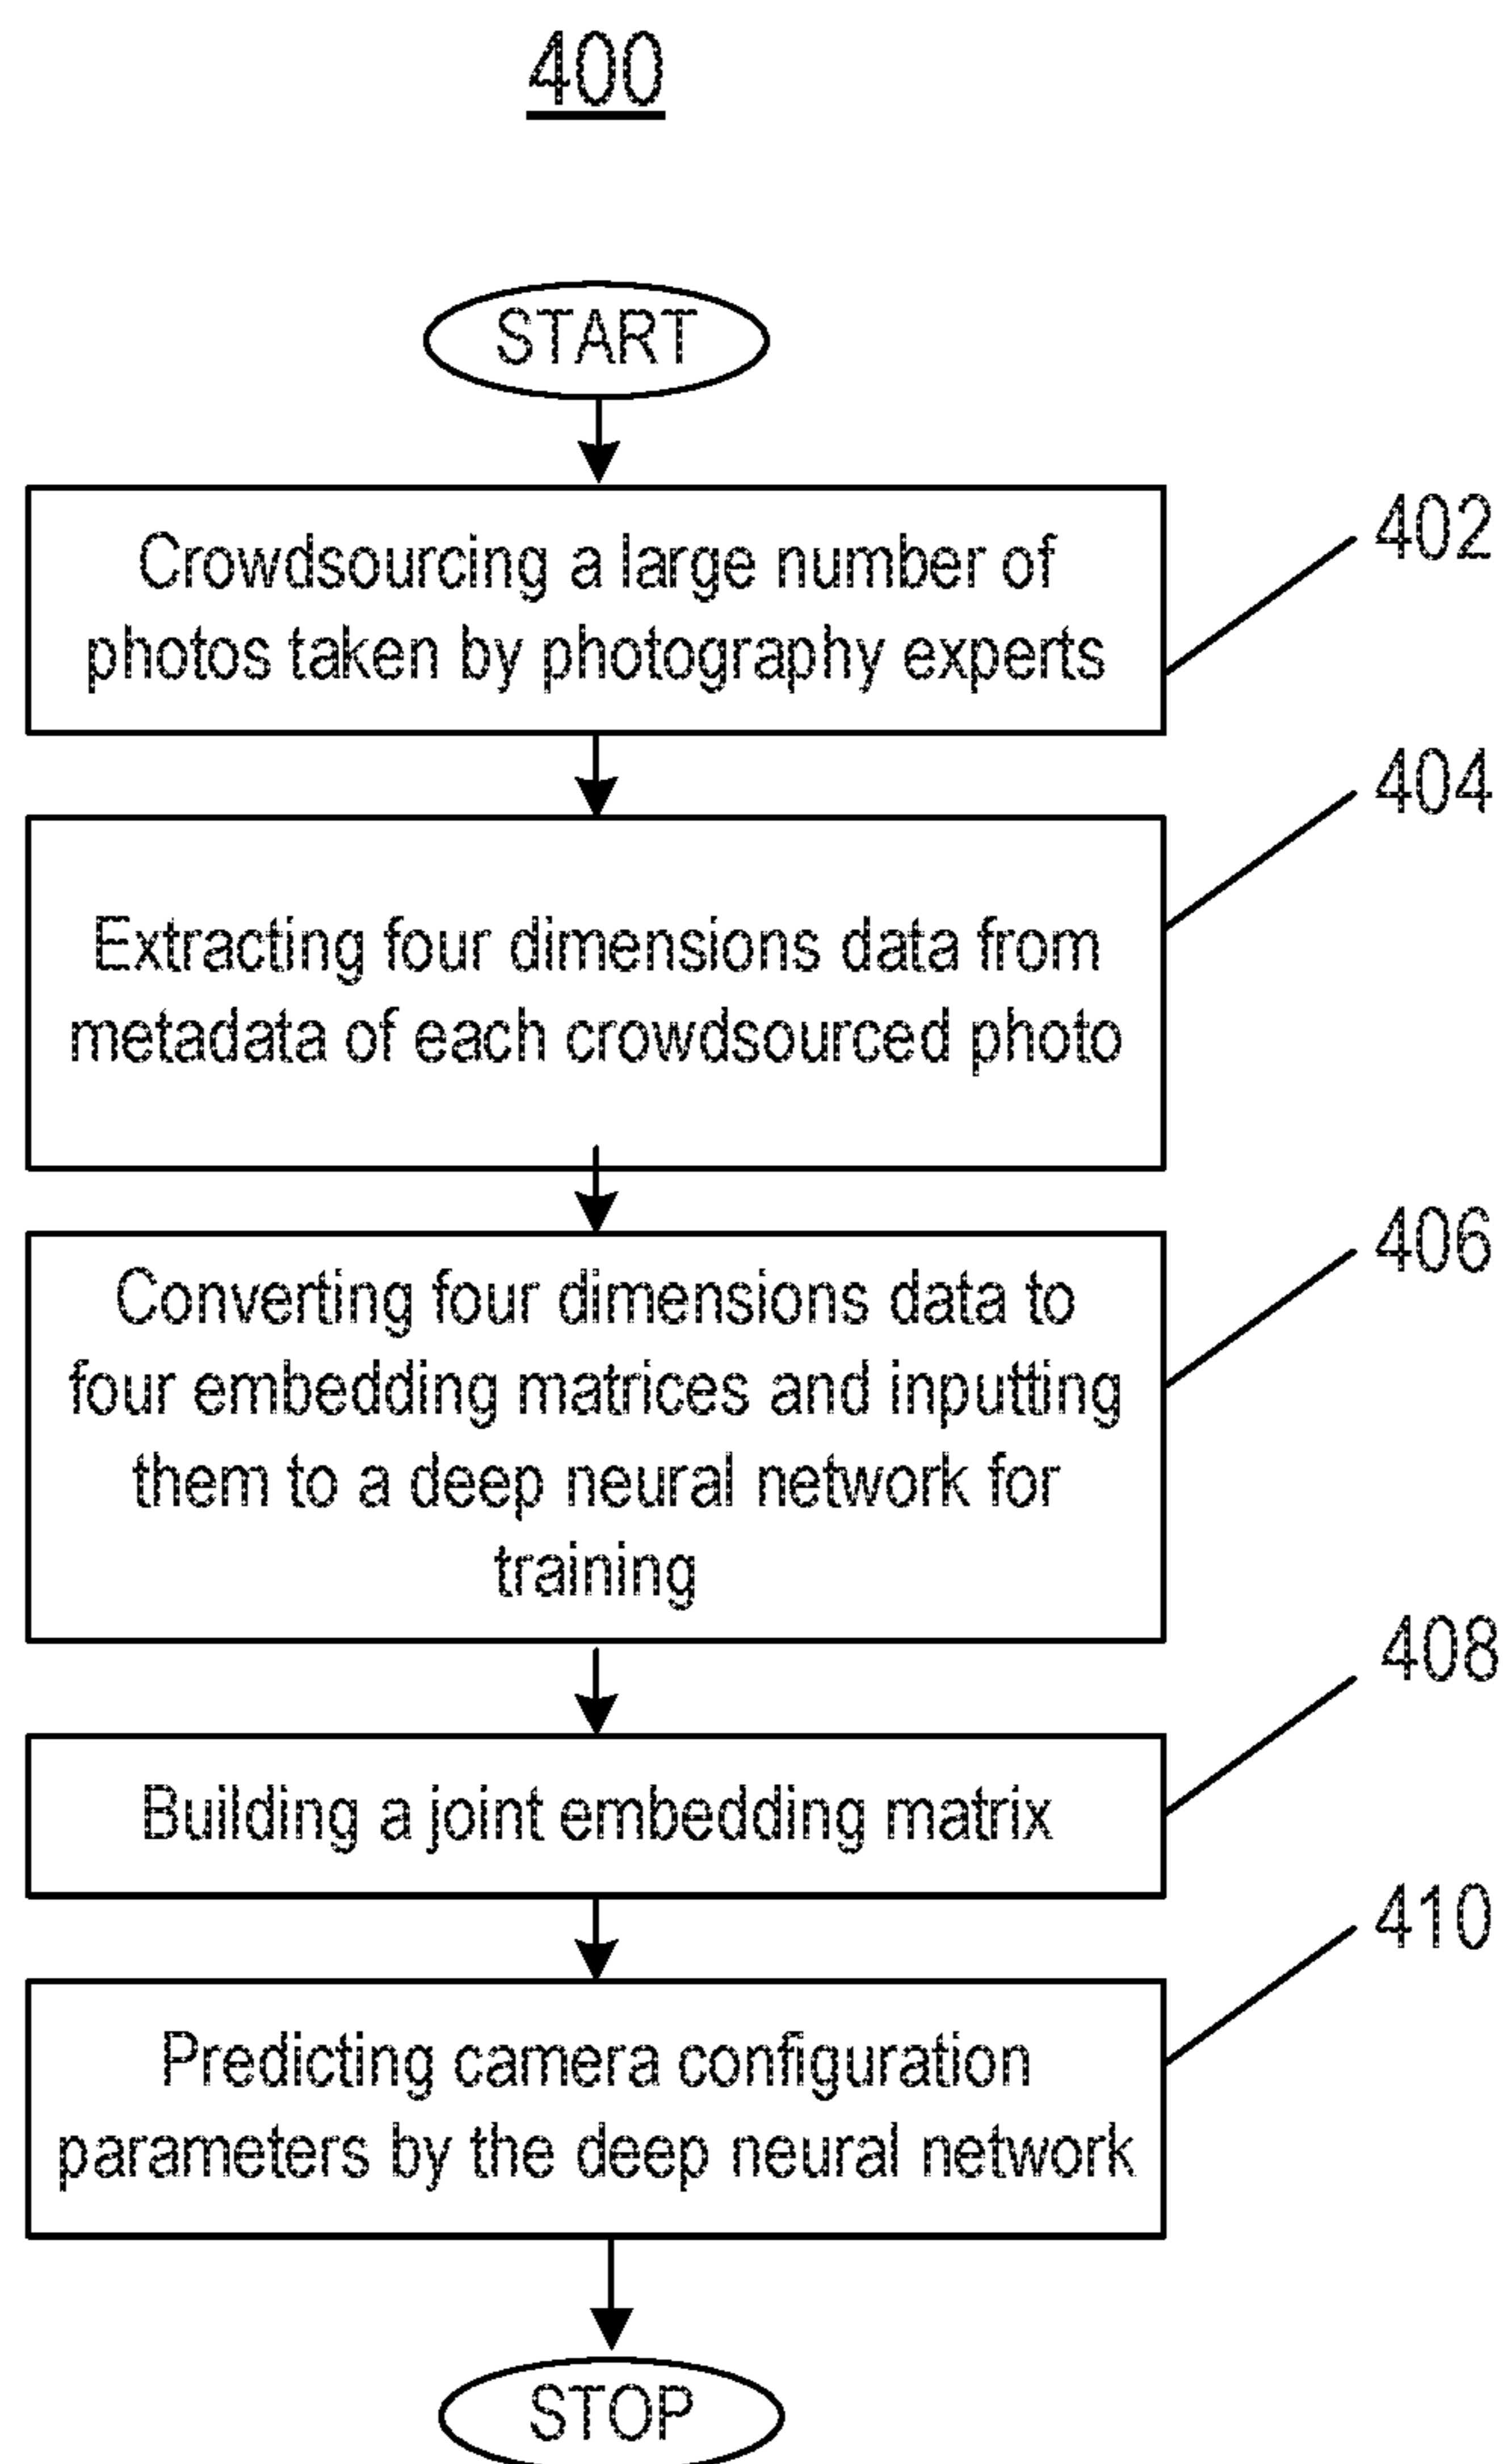 400
START
Crowdsourcing a large number of
photos taken by photography experts
402
Extracting four dimensions data from
metadata of each crowdsourced photo
404
Converting four dimensions data to
four embedding matrices and inputting
them to a deep neural network for
training
406
Building a joint embedding matrix
408
Predicting camera configuration
parameters by the deep neural network
410
STOP